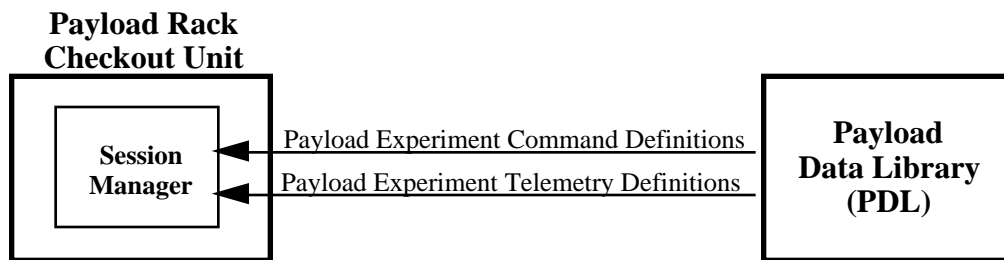 Payload Rack
Checkout Unit
Session
Manager
Payload Experiment Command Definitions
Payload Experiment Telemetry Definitions
Payload
Data Library
(PDL)